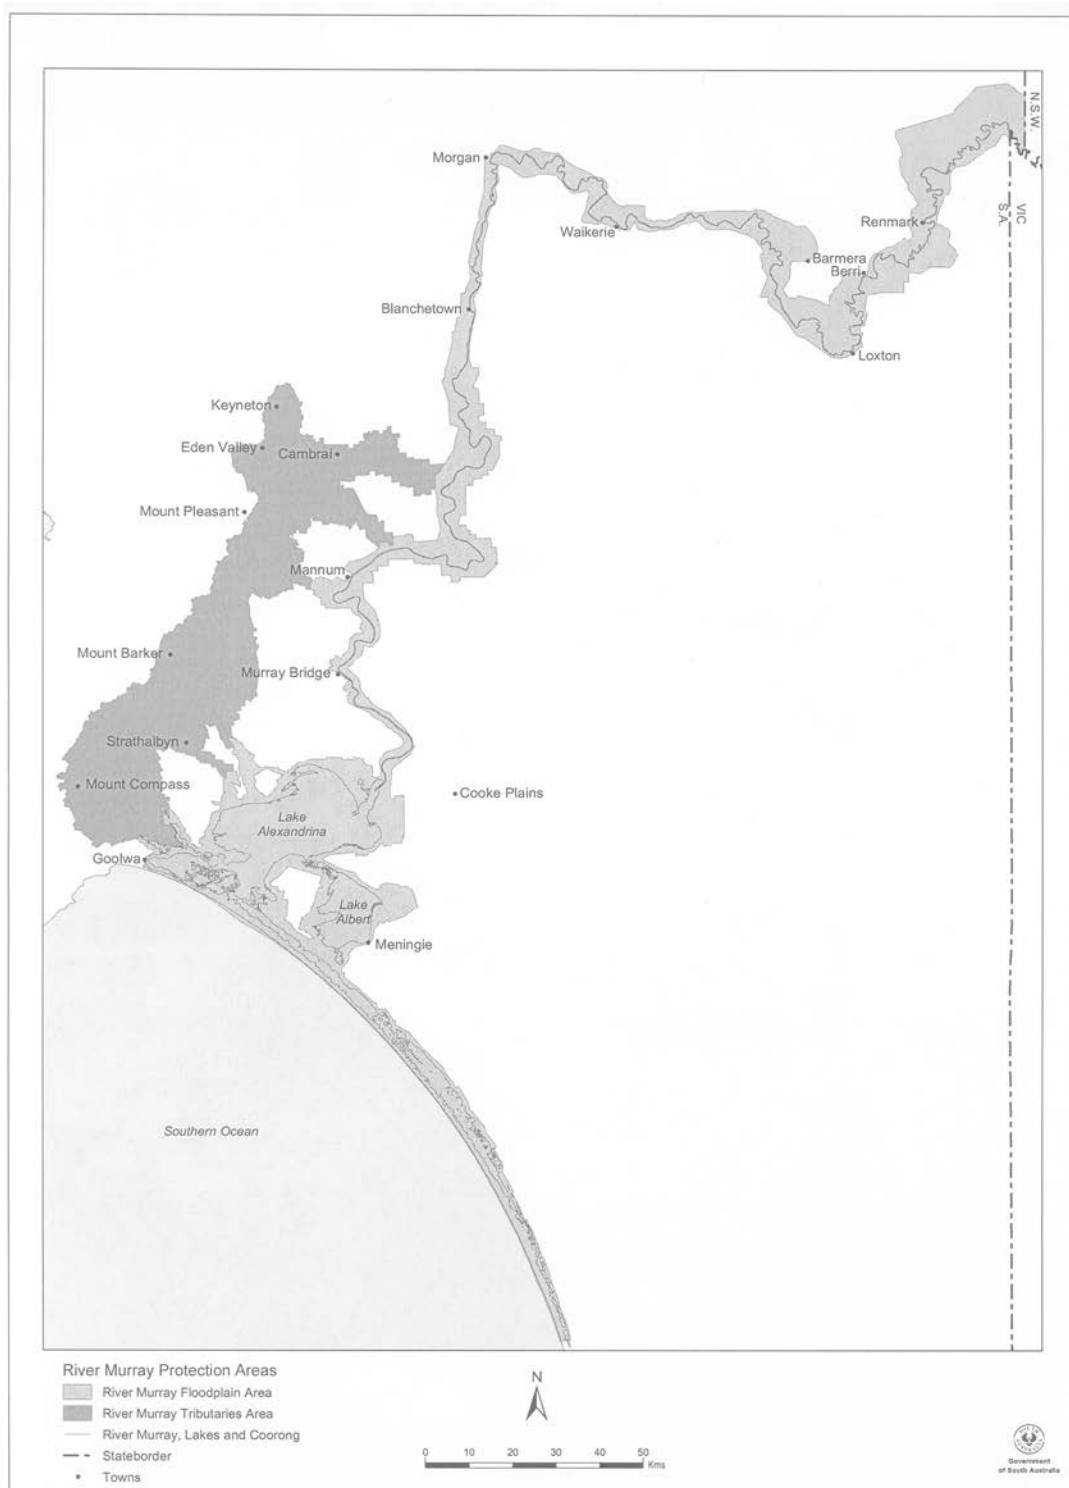 N.S.W.
VIC
S.A.
Morgan
Waikerie
Renmark
Barmera
Berri
Blanchetown
Loxton
Keyneton
Eden Valley
Cambrai
Mount Pleasant
Mannum
Mount Barker
Murray Bridge
Strathalbyn
Mount Compass
Cooke Plains
Lake
Alexandrina
Goolwa
Lake
Albert
Meningie
Southern Ocean
River Murray Protection Areas
River Murray Floodplain Area
River Murray Tributaries Area
River Murray, Lakes and Coorong
Stateborder
Towns
N
0 10 20 30 40 50
Kms
Government
of South Australia